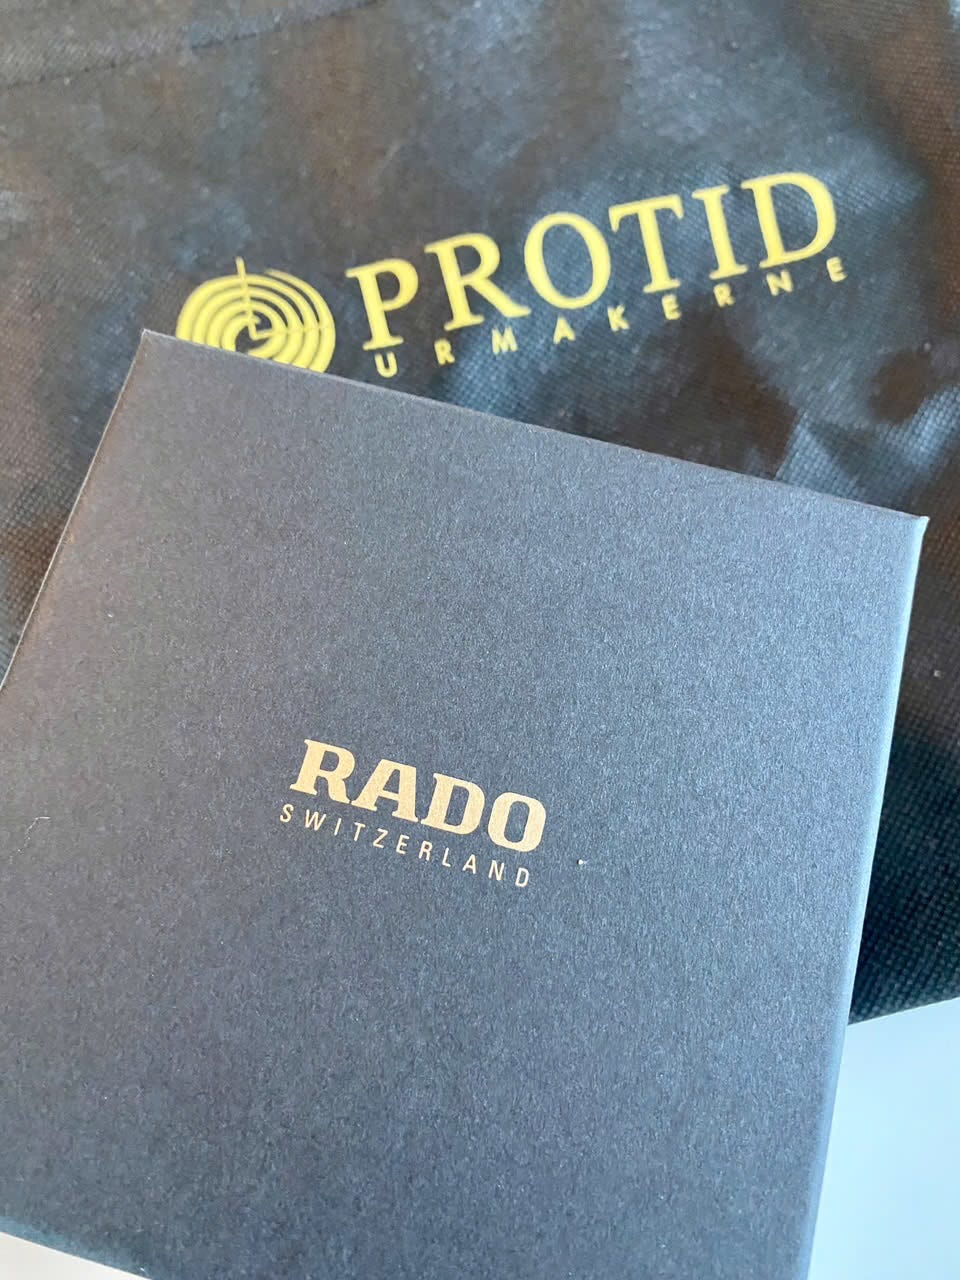 PROTID
URMAKERNE
RADO
SWITZERLAND